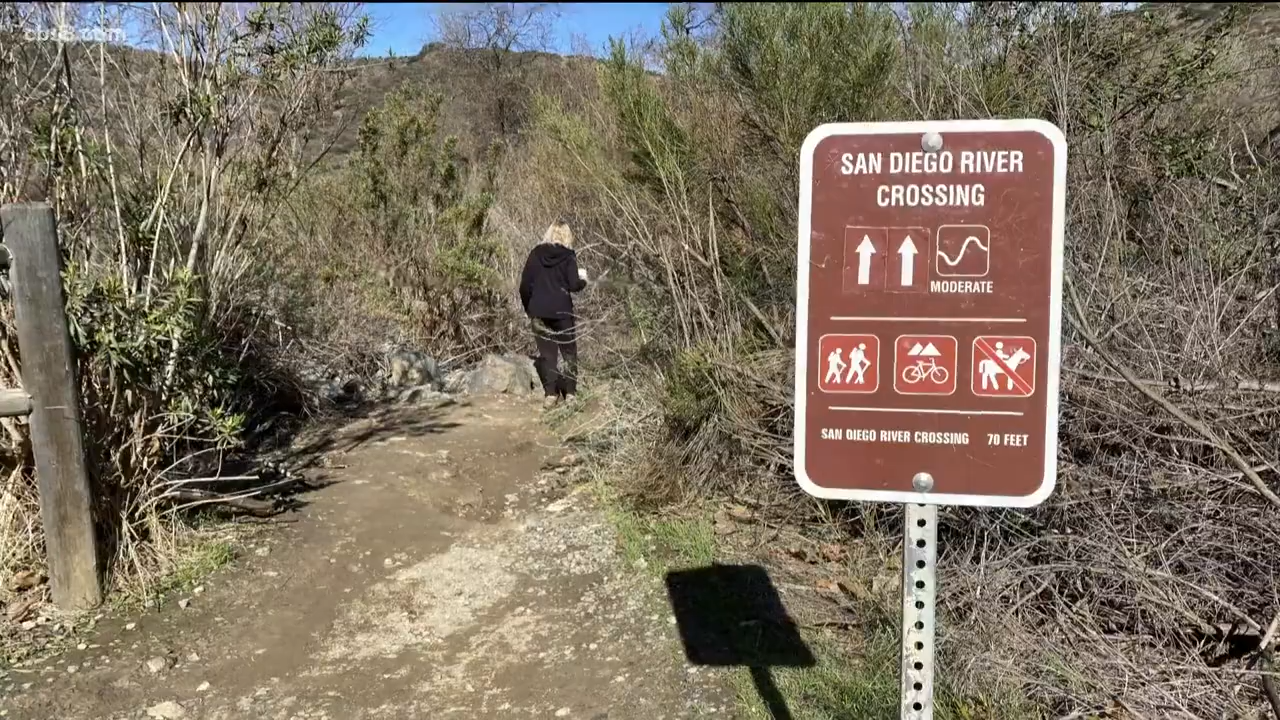 cbs8.com
SAN DIEGO RIVER
CROSSING
MODERATE
SAN DIEGO RIVER CROSSING 70 FEET